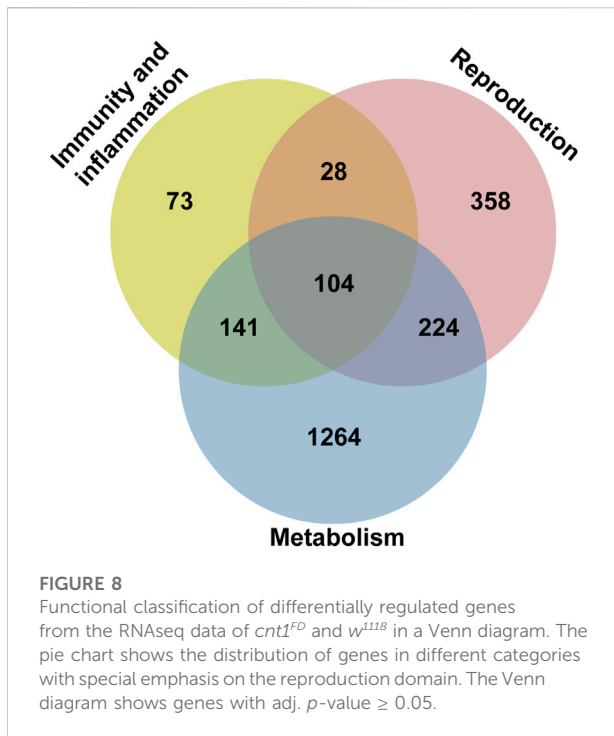 Immunity and
inflammation
Reproduction
73
28
358
104
141
224
1264
Metabolism
FIGURE 8
Functional classification of differentially regulated genes
from the RNAseq data of cnt1FD and w1118 in a Venn diagram. The
pie chart shows the distribution of genes in different categories
with special emphasis on the reproduction domain. The Venn
diagram shows genes with adj. p-value ≥ 0.05.